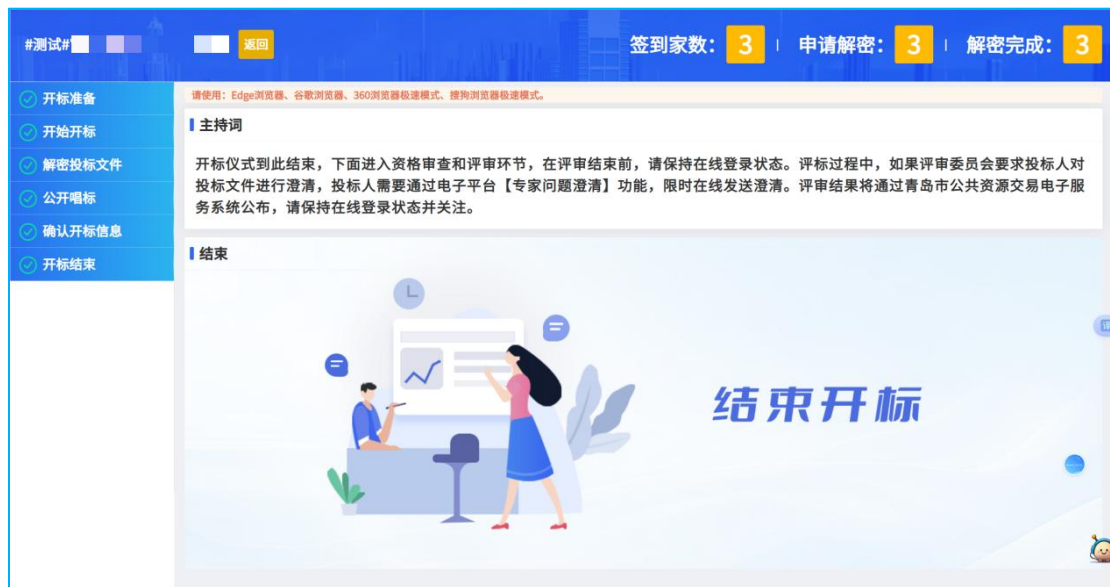 #测试#
返回
签到家数： 3 申请解密： 3 解密完成： 3
开标准备
开始开标
解密投标文件
公开唱标
确认开标信息
开标结束
请使用：Edge浏览器、谷歌浏览器、360浏览器极速模式、搜狗浏览器极速模式。
主持词
开标仪式到此结束，下面进入资格审查和评审环节，在评审结束前，请保持在线登录状态。评标过程中，如果评审委员会要求投标人对
投标文件进行澄清，投标人需要通过电子平台【专家问题澄清】功能，限时在线发送澄清。评审结果将通过青岛市公共资源交易电子服
务系统公布，请保持在线登录状态并关注。
结束
结束开标